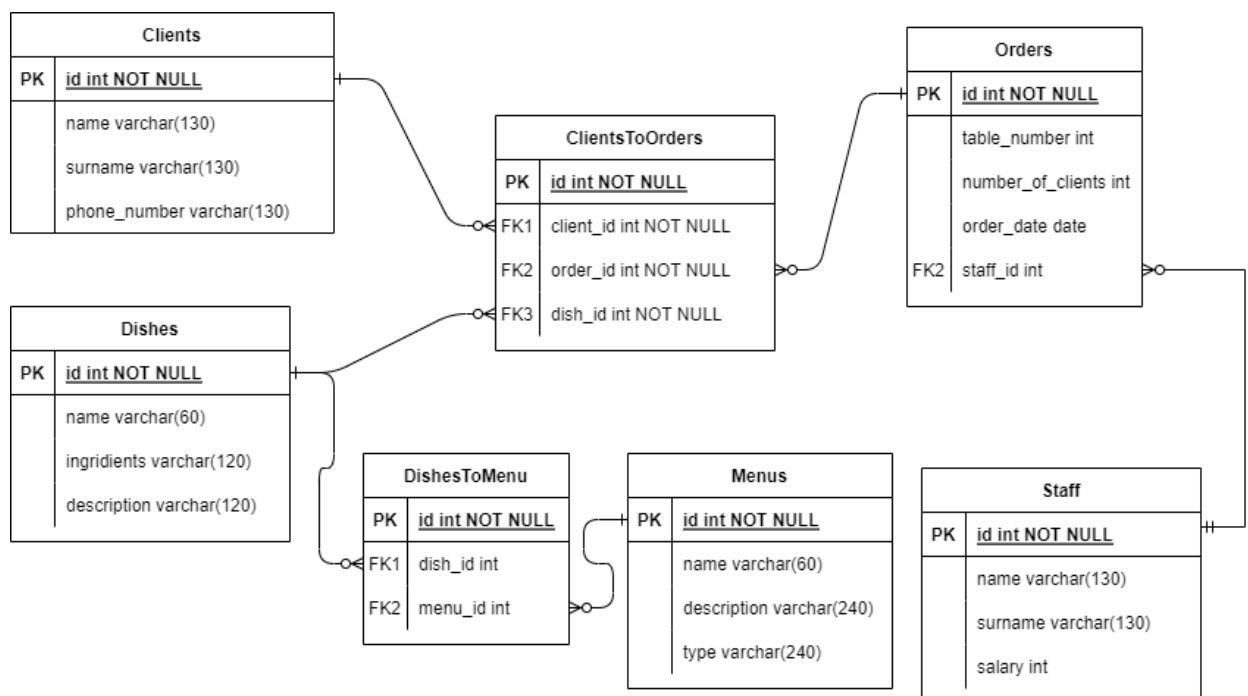 Clients
PK id int NOT NULL
name varchar(130)
surname varchar(130)
phone_number varchar(130)
Orders
PK id int NOT NULL
table_number int
number_of_clients int
order_date date
FK2 staff_id int
ClientsToOrders
PK id int NOT NULL
FK1 client_id int NOT NULL
FK2 order_id int NOT NULL
FK3 dish_id int NOT NULL
Dishes
PK id int NOT NULL
name varchar(60)
ingridients varchar(120)
description varchar(120)
DishesToMenu
PK id int NOT NULL
FK1 dish_id int
FK2 menu_id int
Menus
PK id int NOT NULL
name varchar(60)
description varchar(240)
type varchar(240)
Staff
PK id int NOT NULL
name varchar(130)
surname varchar(130)
salary int